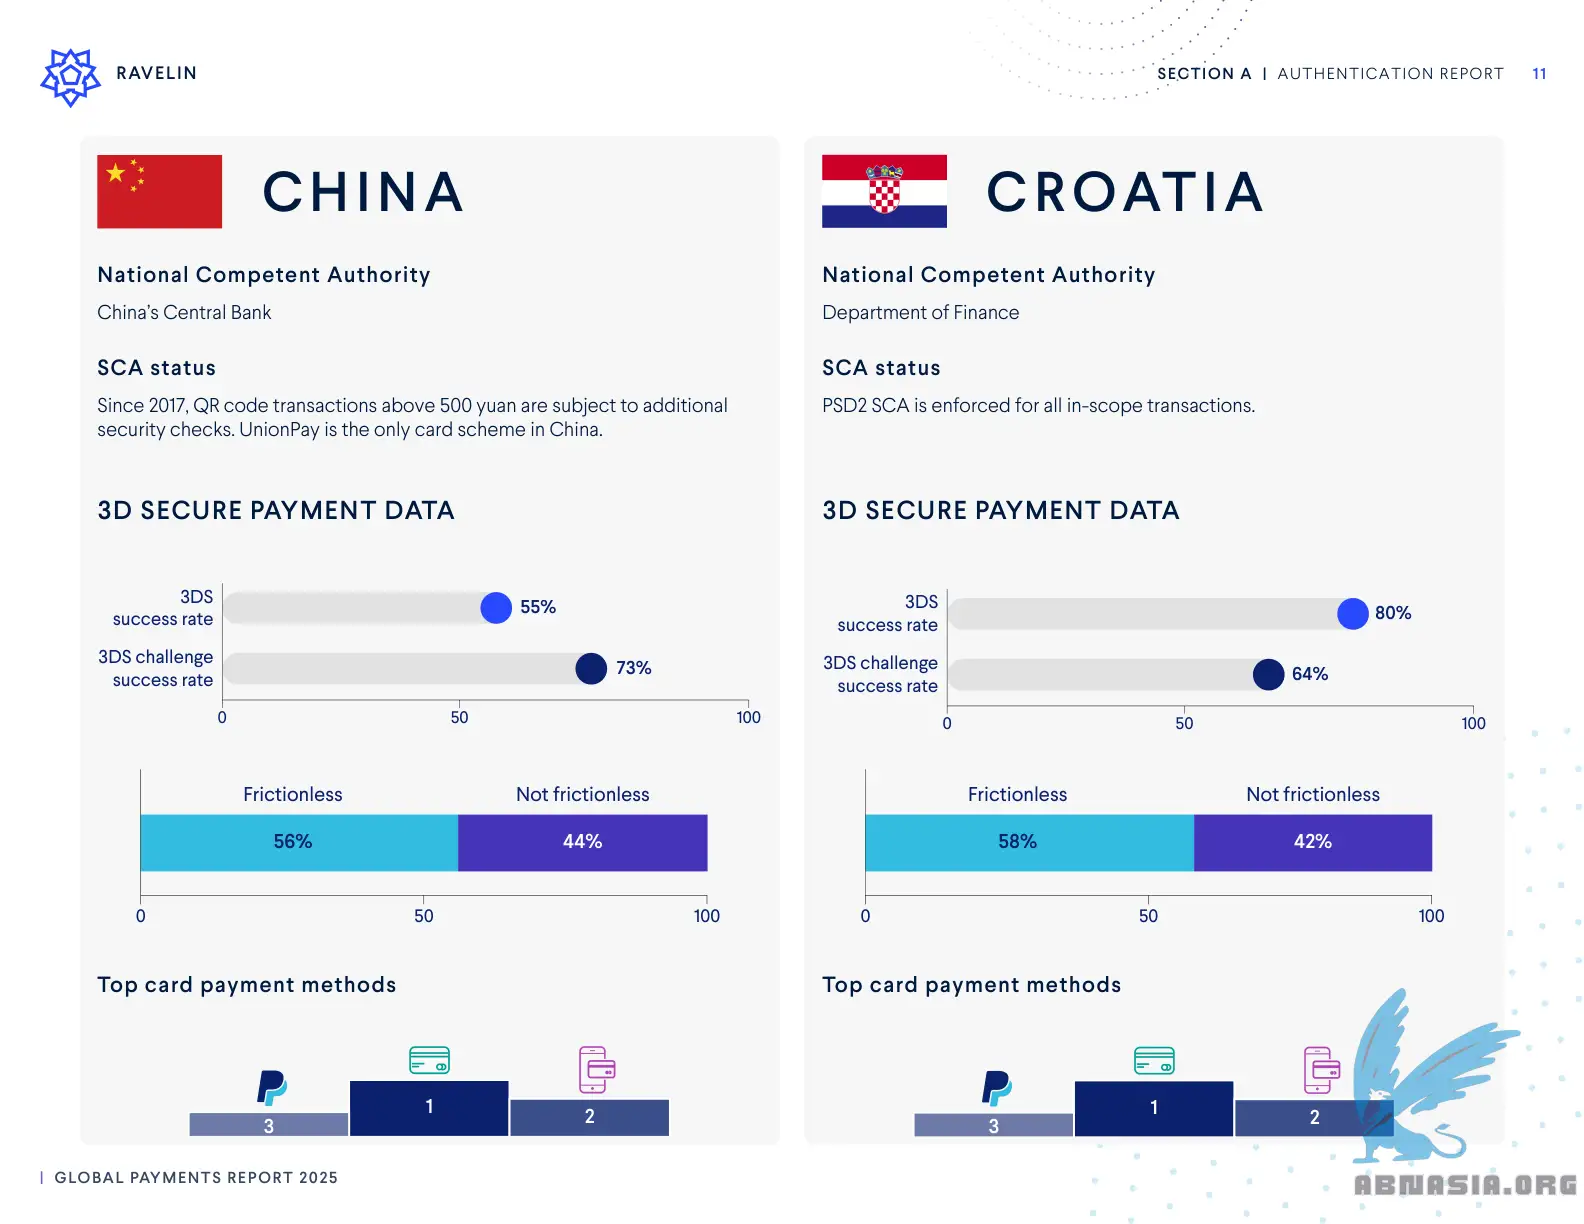 RAVELIN
SECTION A | AUTHENTICATION REPORT 11
CHINA
National Competent Authority
China's Central Bank
SCA status
Since 2017, QR code transactions above 500 yuan are subject to additional
security checks. UnionPay is the only card scheme in China.
3D SECURE PAYMENT DATA
3DS
success rate
55%
3DS challenge
success rate
73%
0 50 100
Frictionless Not frictionless
56% 44%
0 50 100
Top card payment methods
3 1 2
CROATIA
National Competent Authority
Department of Finance
SCA status
PSD2 SCA is enforced for all in-scope transactions.
3D SECURE PAYMENT DATA
3DS
success rate
80%
3DS challenge
success rate
64%
0 50 100
Frictionless Not frictionless
58% 42%
0 50 100
Top card payment methods
3 1 2
| GLOBAL PAYMENTS REPORT 2025
ABNASIA.ORG